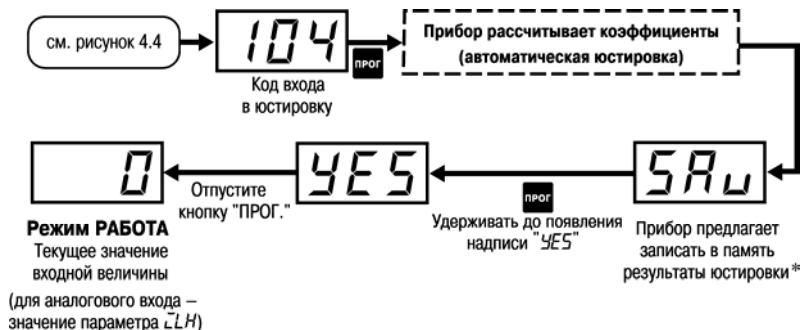 см. рисунок 4.4
104
ПРОГ
Код входа
в юстировку
Прибор рассчитывает коэффициенты
(автоматическая юстировка)
SAv
Прибор предлагает
записать в память
результаты юстировки*
ПРОГ
Удерживать до появления
надписи "YES"
YES
Отпустите
кнопку "ПРОГ."
0
Режим РАБОТА
Текущее значение
входной величины
(для аналогового входа –
значение параметра ILH)